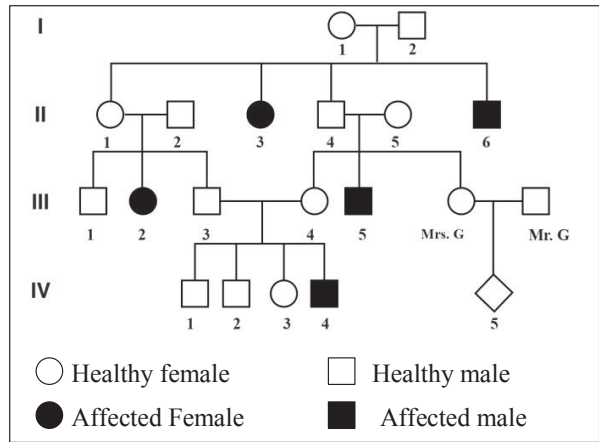 I
1 2
II
1 2 3 4 5 6
III
1 2 3 4 5 Mrs. G Mr. G
IV
1 2 3 4 5
Healthy female Healthy male
Affected Female Affected male